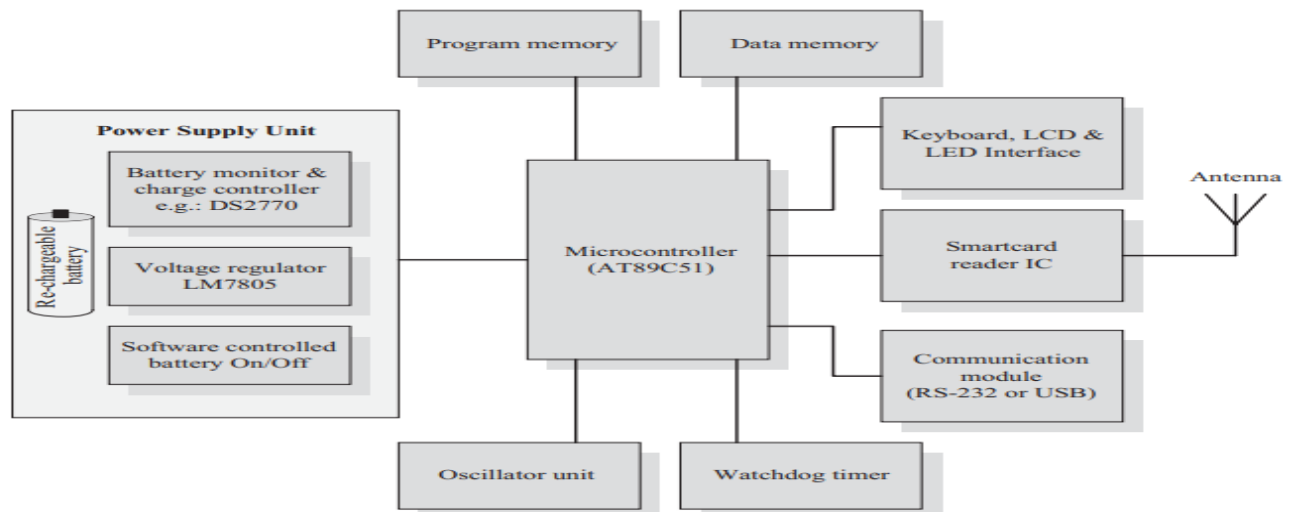 Program memory
Data memory
Power Supply Unit
Battery monitor &
charge controller
e.g.: DS2770
Re-chargeable
battery
Voltage regulator
LM7805
Software controlled
battery On/Off
Microcontroller
(AT89C51)
Keyboard, LCD &
LED Interface
Antenna
Smartcard
reader IC
Communication
module
(RS-232 or USB)
Oscillator unit
Watchdog timer